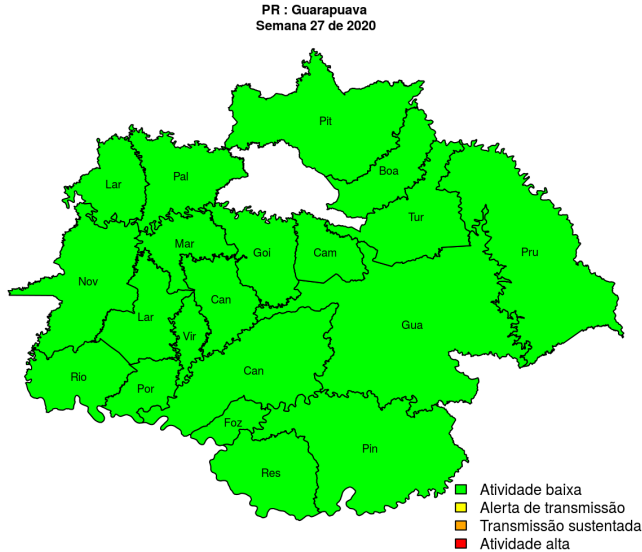 PR : Guarapuava
Semana 27 de 2020
Pit
Boa
Lar
Pal
Tur
Mar
Goi
Cam
Pru
Nov
Can
Lar
Vir
Gua
Rio
Por
Can
Foz
Pin
Res
Atividade baixa
Alerta de transmissão
Transmissão sustentada
Atividade alta